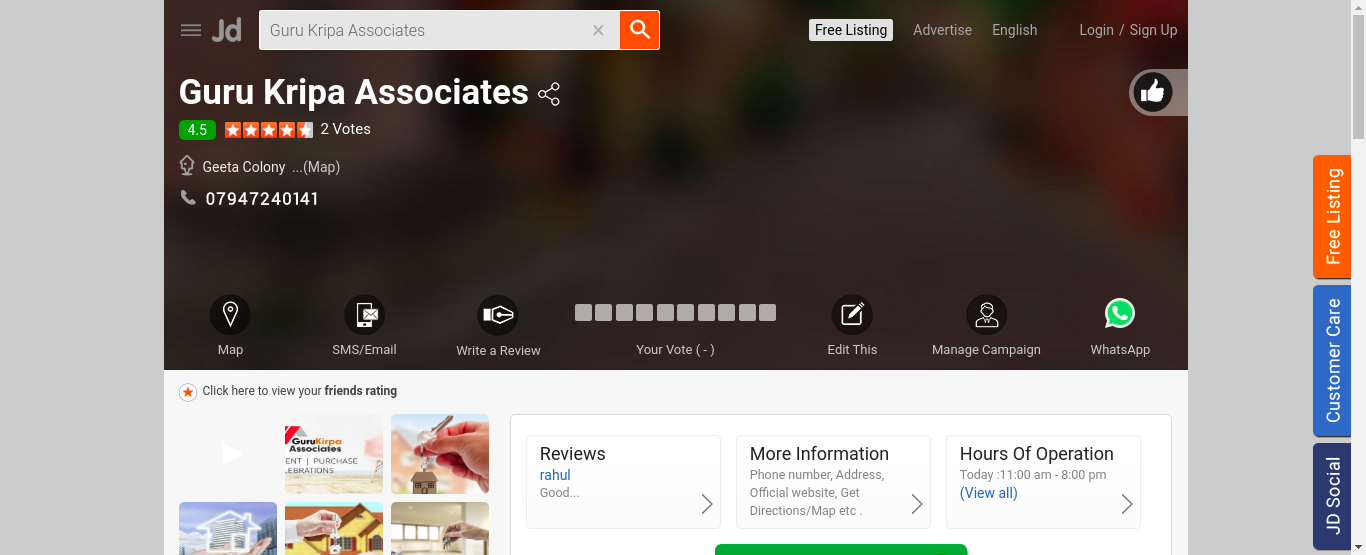 Jd
Guru Kripa Associates
Free Listing
Advertise
English
Login / Sign Up
Guru Kripa Associates
4.5
2 Votes
Geeta Colony ...(Map)
07947240141
Map
SMS/Email
Write a Review
Your Vote ( - )
Edit This
Manage Campaign
WhatsApp
Click here to view your friends rating
GuruKirpa
Associates
ENT | PURCHASE
LEBRATIONS
Reviews
rahul
Good...
More Information
Phone number, Address,
Official website, Get
Directions/Map etc .
Hours Of Operation
Today :11:00 am - 8:00 pm
(View all)
Free Listing
Customer Care
JD Social